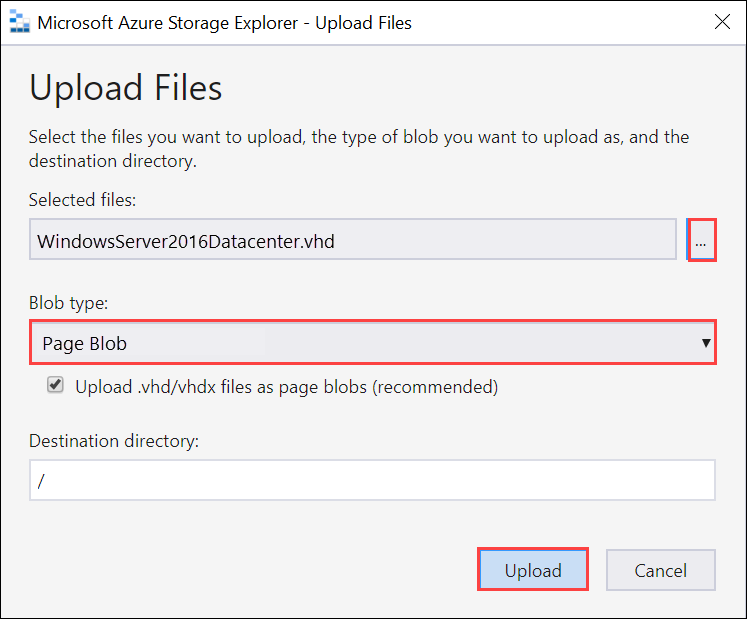 Microsoft Azure Storage Explorer - Upload Files
Upload Files
Select the files you want to upload, the type of blob you want to upload as, and the
destination directory.
Selected files:
WindowsServer2016Datacenter.vhd
...
Blob type:
Page Blob
Upload .vhd/vhdx files as page blobs (recommended)
Destination directory:
/
Upload
Cancel